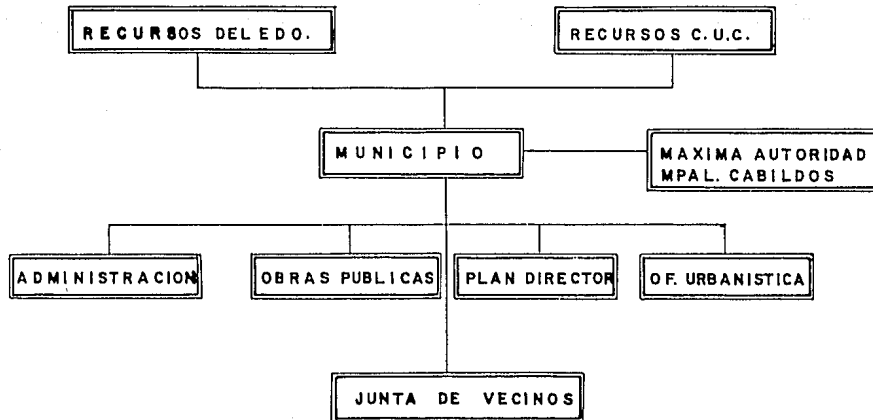 RECURSOS DEL EDO.
RECURSOS C.U.C.
MUNICIPIO
MAXIMA AUTORIDAD
MPAL. CABILDOS
ADMINISTRACION
OBRAS PUBLICAS
PLAN DIRECTOR
OF. URBANISTICA
JUNTA DE VECINOS